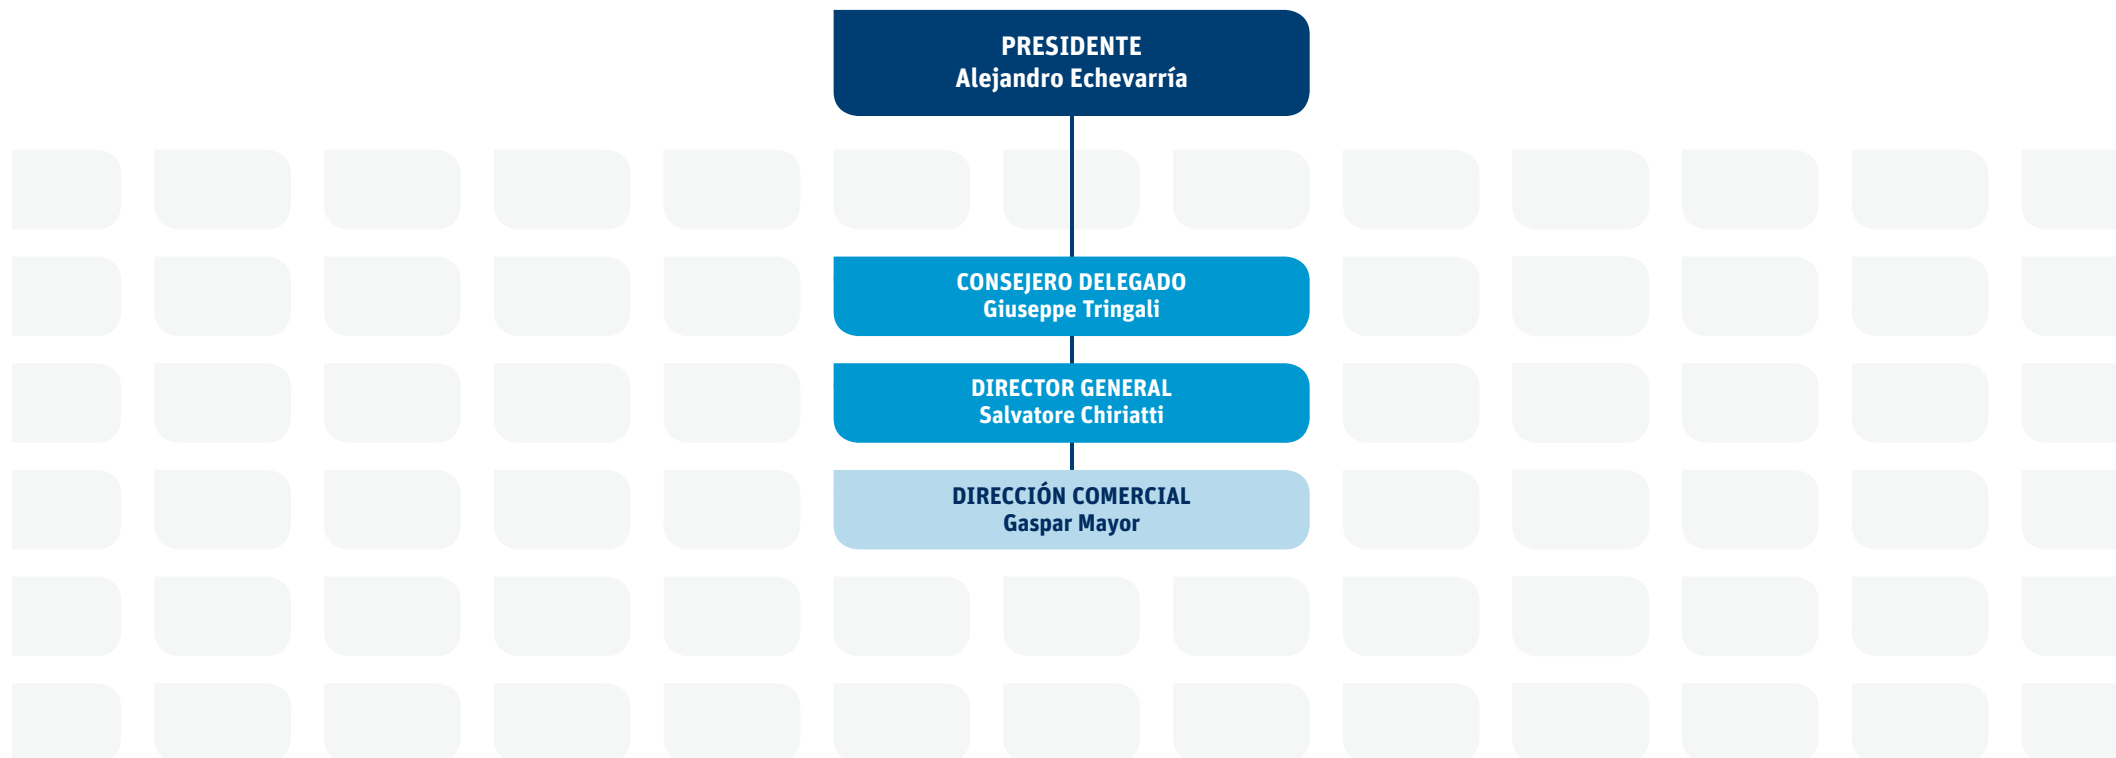 PRESIDENTE
Alejandro Echevarría
CONSEJERO DELEGADO
Giuseppe Tringali
DIRECTOR GENERAL
Salvatore Chiriatti
DIRECCIÓN COMERCIAL
Gaspar Mayor